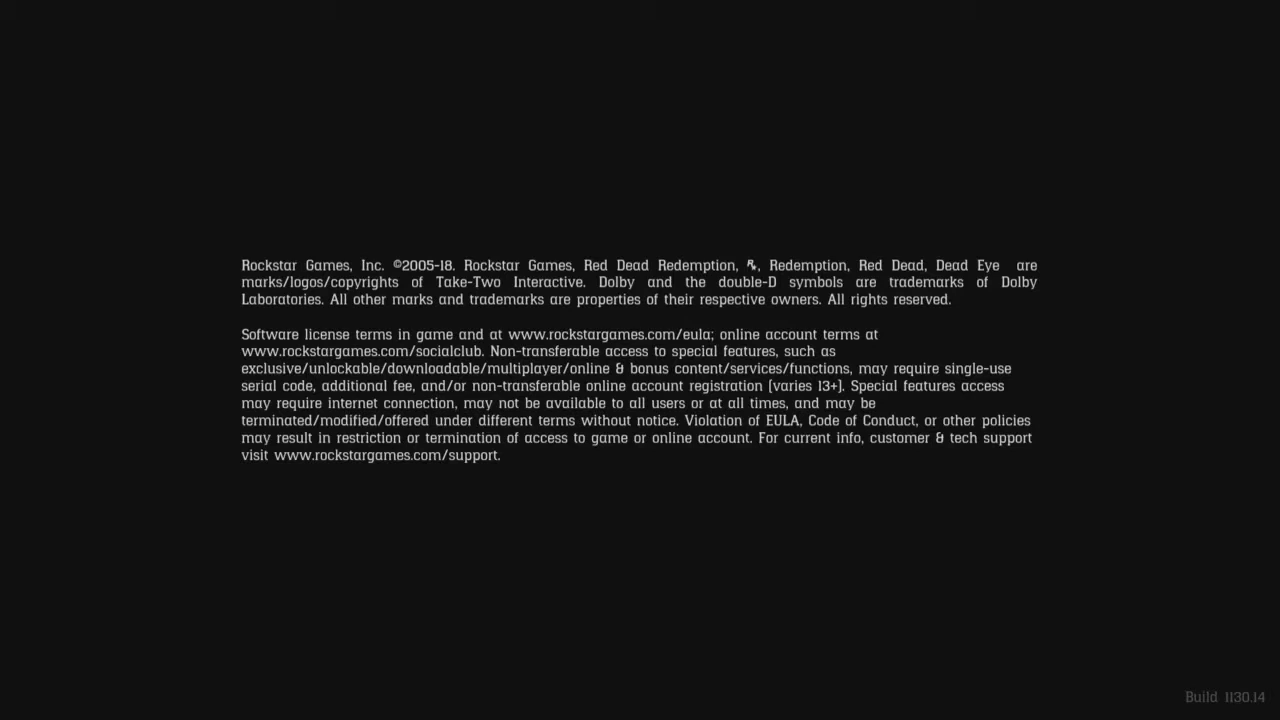 Rockstar Games, Inc. ©2005-18. Rockstar Games, Red Dead Redemption, R*, Redemption, Red Dead, Dead Eye are
marks/logos/copyrights of Take-Two Interactive. Dolby and the double-D symbols are trademarks of Dolby
Laboratories. All other marks and trademarks are properties of their respective owners. All rights reserved.
Software license terms in game and at www.rockstargames.com/eula; online account terms at
www.rockstargames.com/socialclub. Non-transferable access to special features, such as
exclusive/unlockable/downloadable/multiplayer/online & bonus content/services/functions, may require single-use
serial code, additional fee, and/or non-transferable online account registration (varies 13+). Special features access
may require internet connection, may not be available to all users or at all times, and may be
terminated/modified/offered under different terms without notice. Violation of EULA, Code of Conduct, or other policies
may result in restriction or termination of access to game or online account. For current info, customer & tech support
visit www.rockstargames.com/support.
Build 1130.14